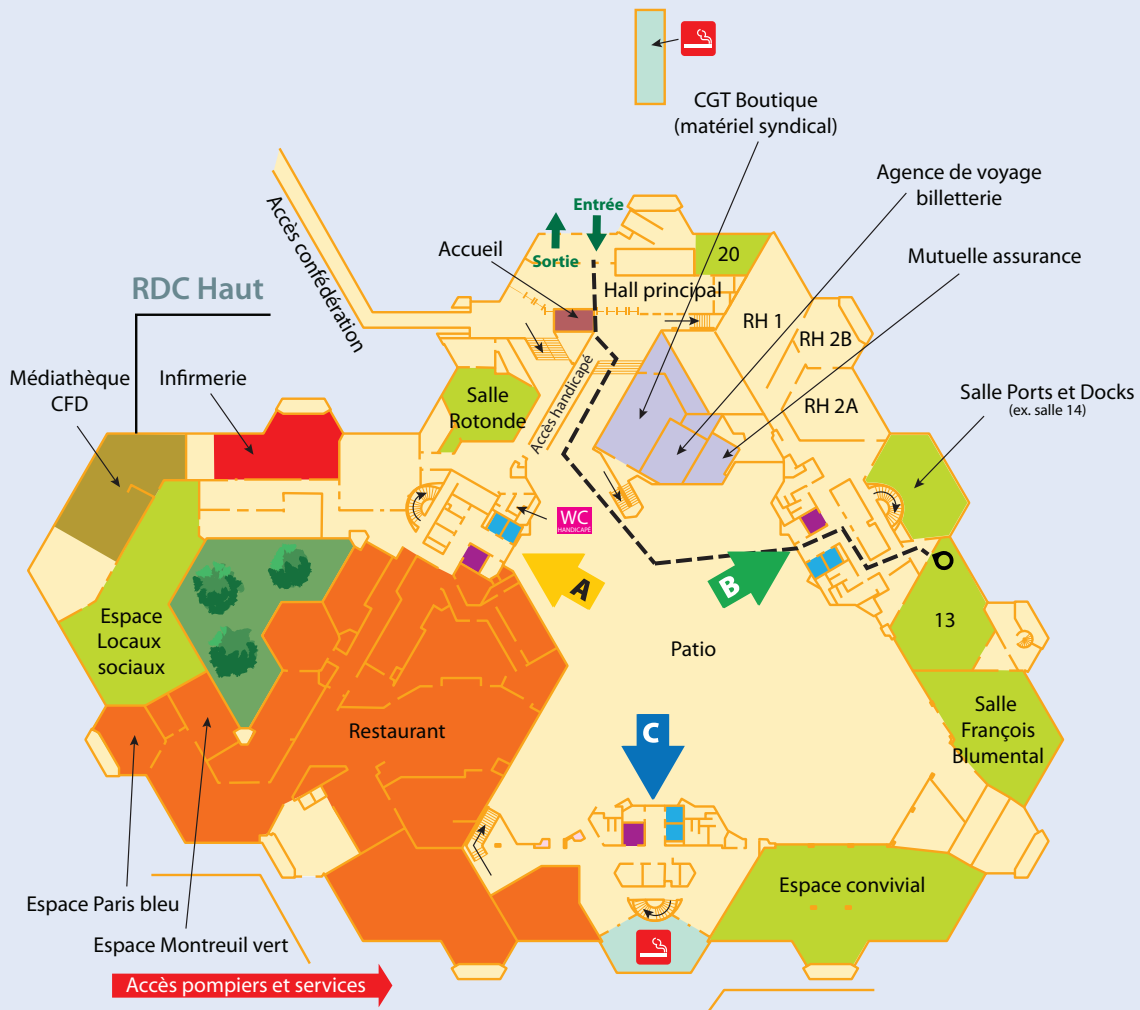 CGT Boutique
(matériel syndical)
Agence de voyage
billetterie
Accès confédération
Entrée
Sortie
Accueil
20
Mutuelle assurance
Hall principal
RDC Haut
RH 1
RH 2B
Médiathèque
CFD
Infirmerie
Salle
Rotonde
Accès handicapé
RH 2A
Salle Ports et Docks
(ex. salle 14)
WC
HANDICAPÉ
A
B
Espace
Locaux
sociaux
13
Patio
Restaurant
C
Salle
François
Blumental
Espace convivial
Espace Paris bleu
Espace Montreuil vert
Accès pompiers et services